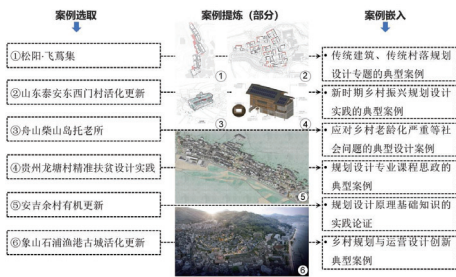 案例选取
案例提炼（部分）
案例嵌入
①松阳·飞茑集
②山东泰安东西门村活化更新
③舟山柴山岛托老所
④贵州龙塘村精准扶贫设计实践
⑤安吉余村有机更新
⑥象山石浦渔港古城活化更新
①
②
③
④
⑤
⑥
• 传统建筑、传统村落规划
设计专题的典型案例
• 新时期乡村振兴规划设计
实践的典型案例
• 应对乡村老龄化严重等社
会问题的典型设计案例
• 规划设计专业课程思政的
典型案例
• 规划设计原理基础知识的
实践论证
• 乡村规划与运营设计创新
典型案例